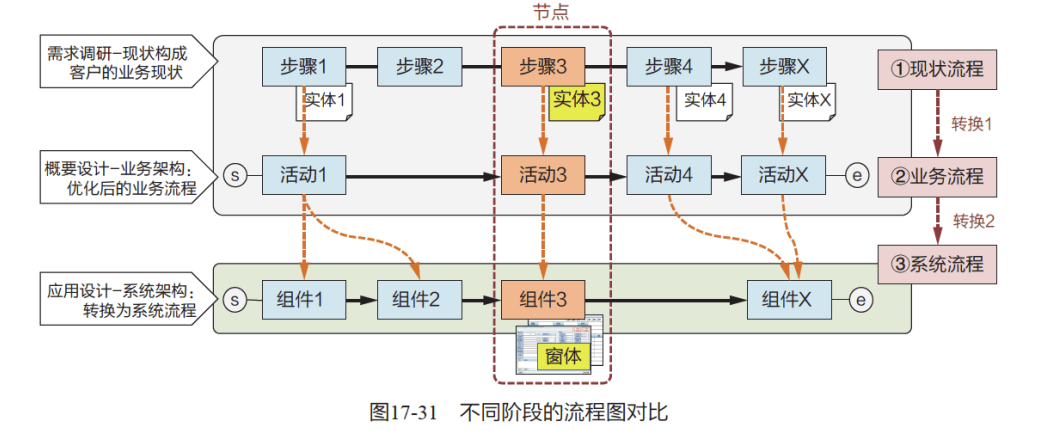 节点
需求调研–现状构成
客户的业务现状
步骤1
步骤2
步骤3
步骤4
步骤X
①现状流程
实体1
实体3
实体4
实体X
转换1
概要设计–业务架构：
优化后的业务流程
s
活动1
活动3
活动4
活动X
e
②业务流程
转换2
③系统流程
应用设计–系统架构：
转换为系统流程
s
组件1
组件2
组件3
组件X
e
窗体
图17-31 不同阶段的流程图对比